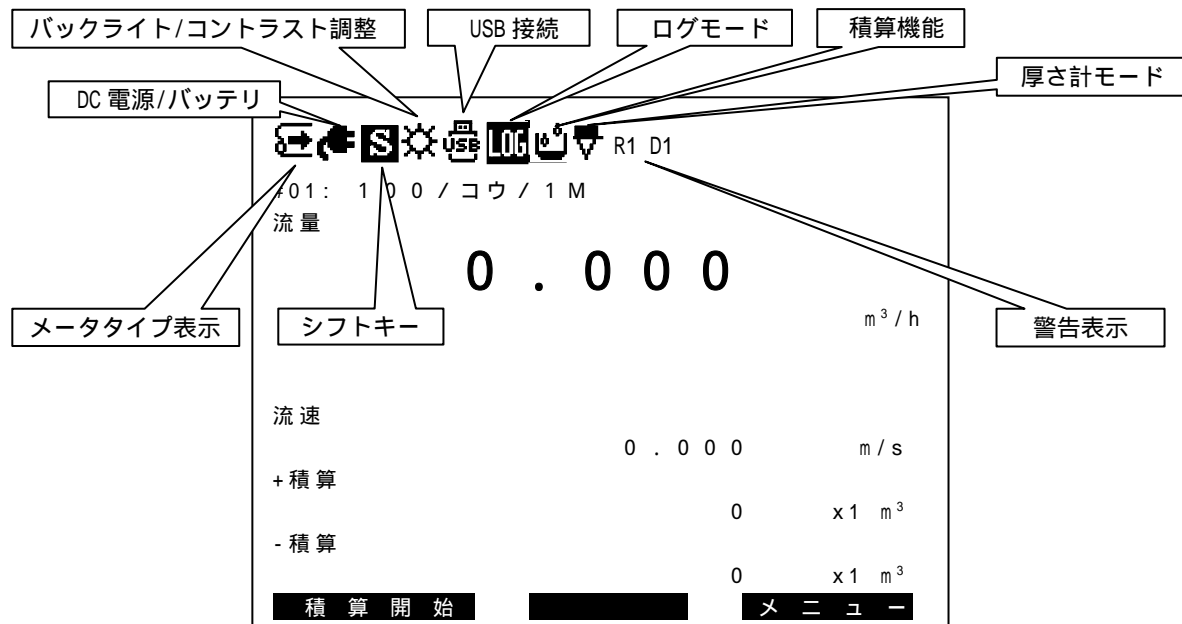 バックライト/コントラスト調整
USB 接続
ログモード
積算機能
厚さ計モード
DC 電源/バッテリ
S USB LOG R1 D1
#01: 100/コウ/1M
流量
0.000
m³/h
メータタイプ表示
シフトキー
警告表示
流速
0.000 m/s
+積算
0 x1 m³
-積算
0 x1 m³
積算開始 メニュー